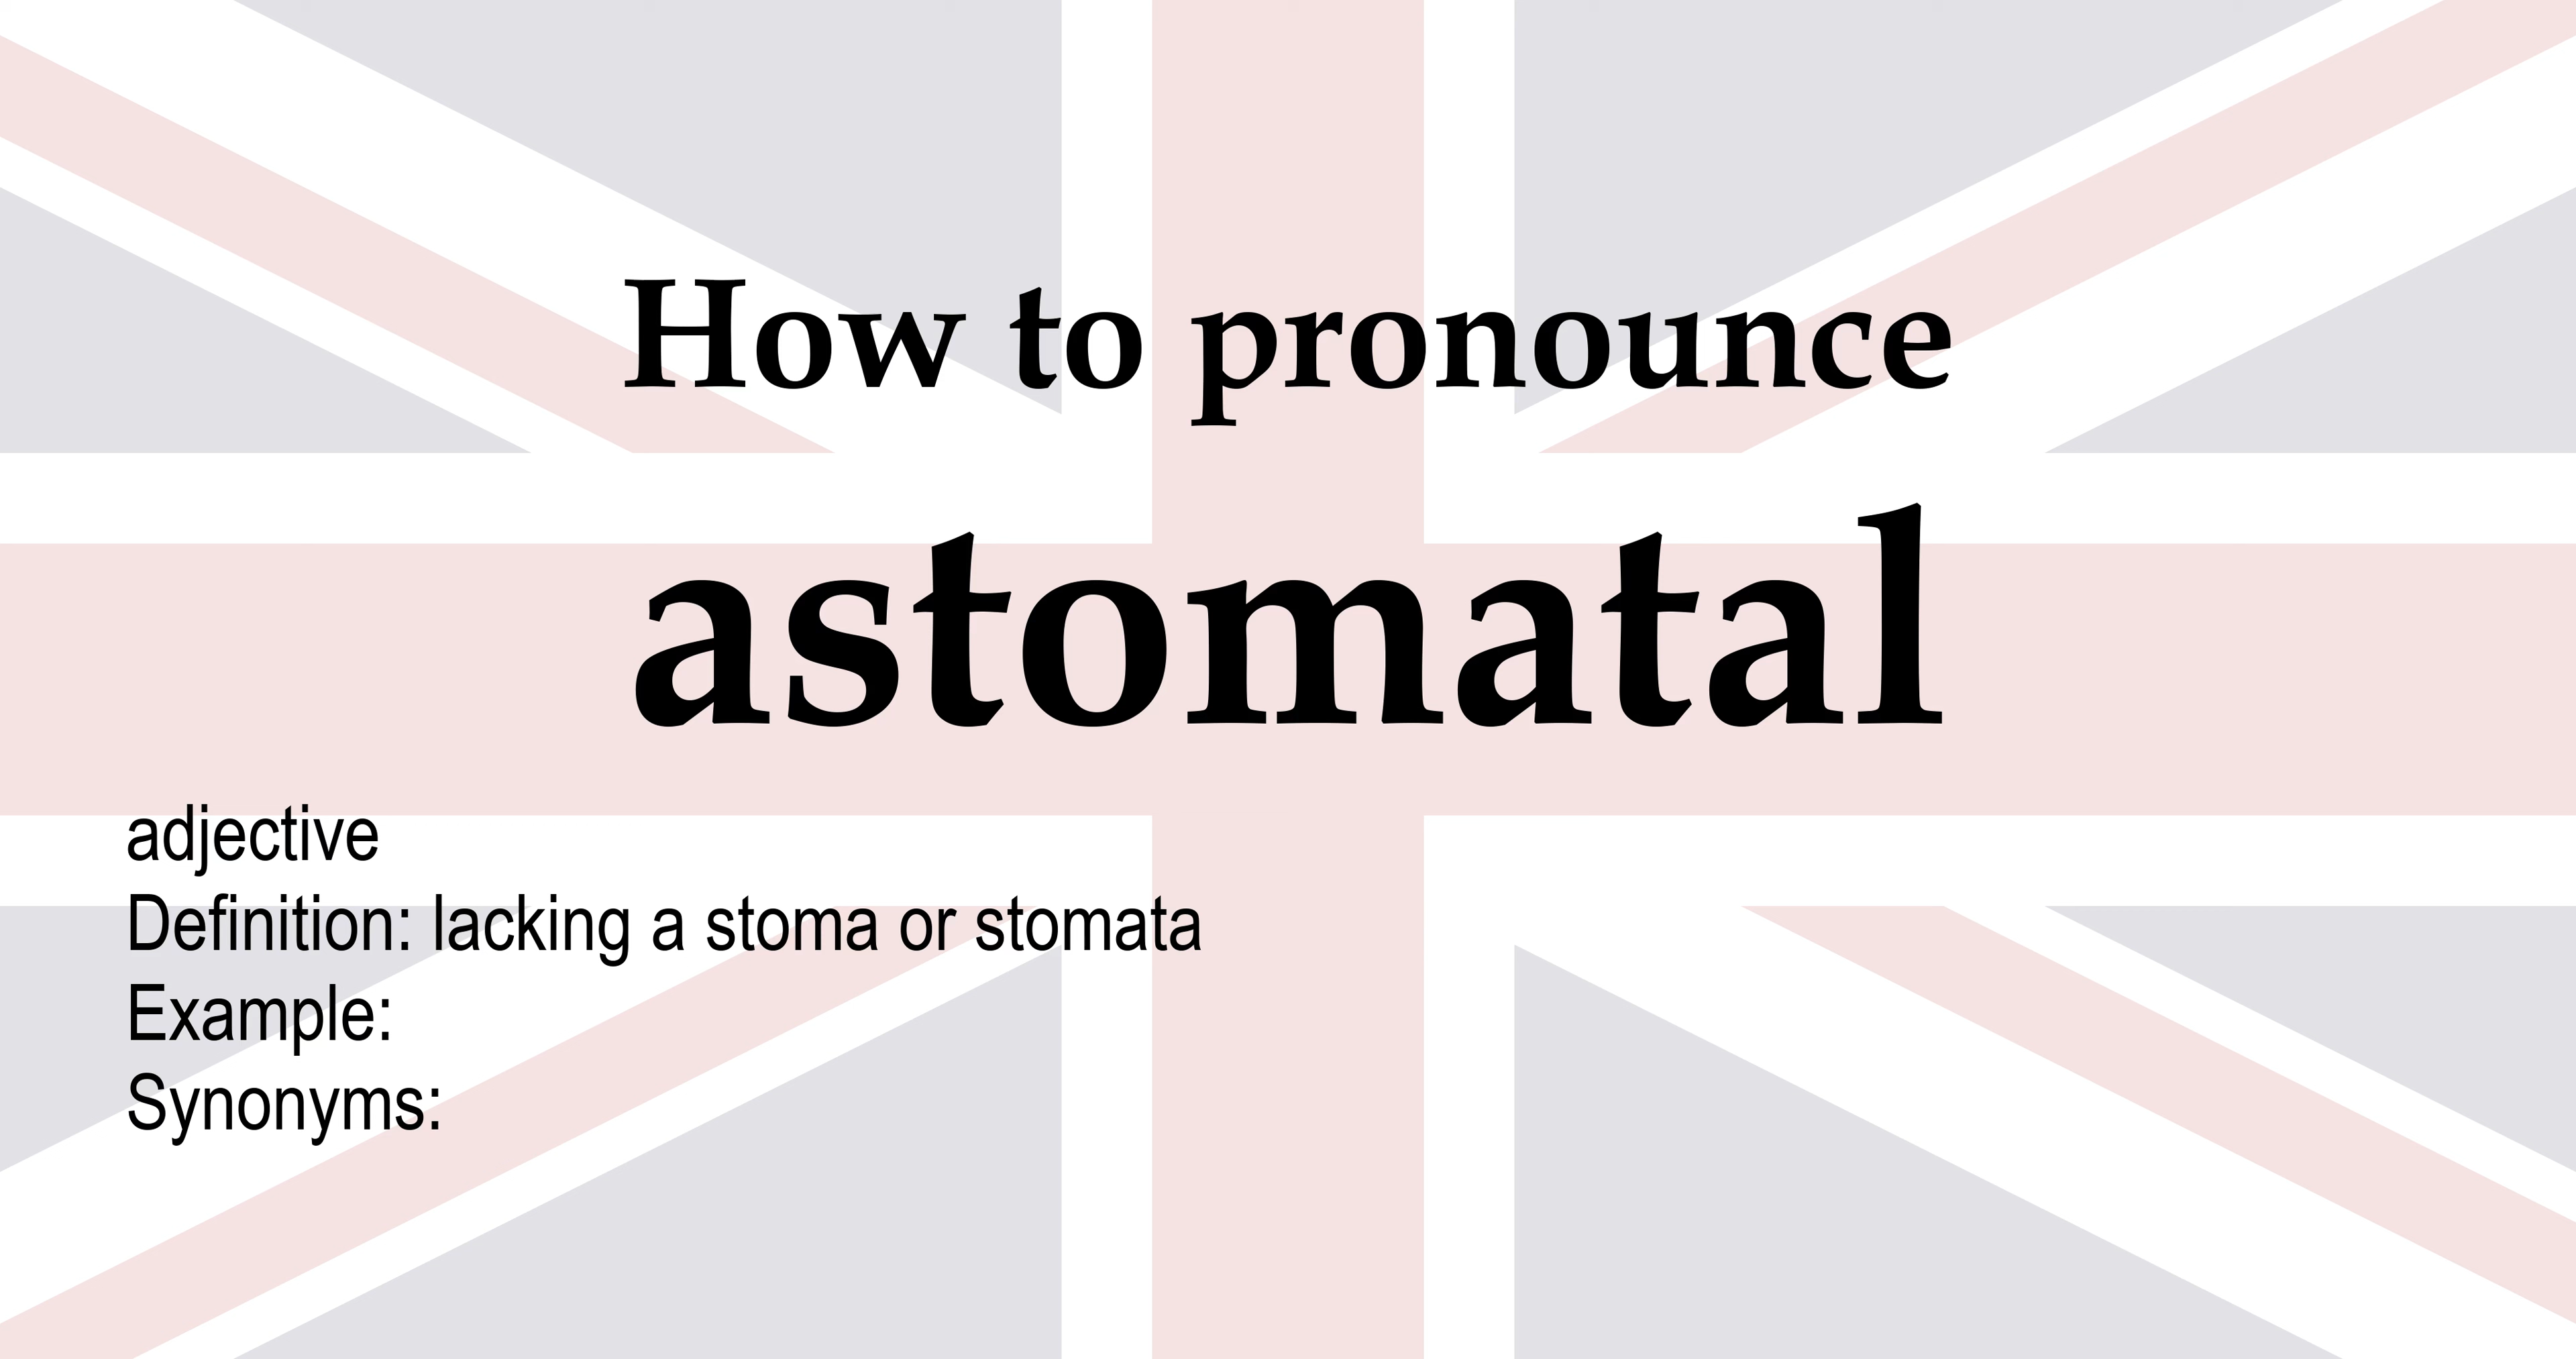 How to pronounce
astomatal
adjective
Definition: lacking a stoma or stomata
Example:
Synonyms: